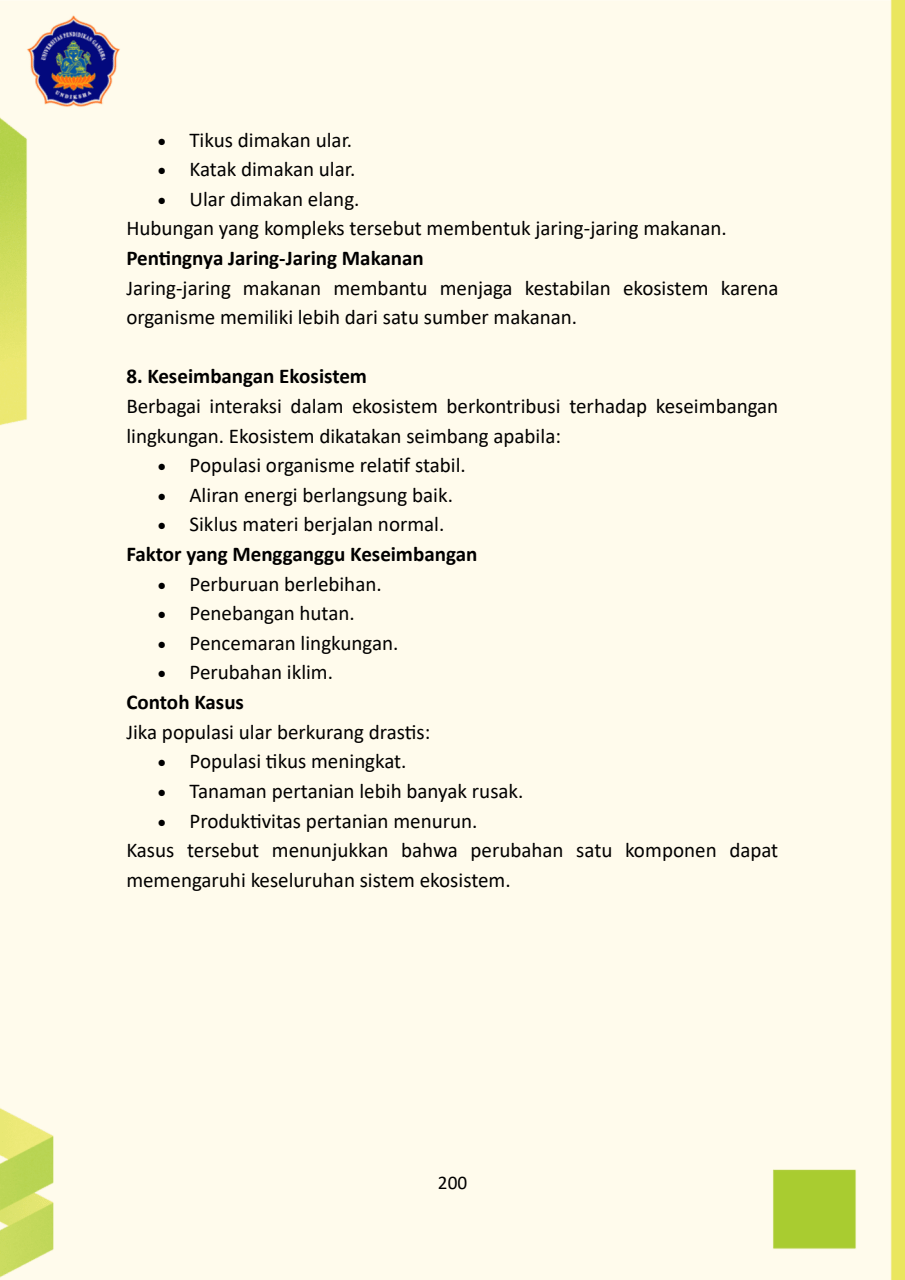 UNIVERSITAS PENDIDIKAN GANESHA
UNDIKSHA
• Tikus dimakan ular.
• Katak dimakan ular.
• Ular dimakan elang.
Hubungan yang kompleks tersebut membentuk jaring-jaring makanan.
Pentingnya Jaring-Jaring Makanan
Jaring-jaring makanan membantu menjaga kestabilan ekosistem karena
organisme memiliki lebih dari satu sumber makanan.
8. Keseimbangan Ekosistem
Berbagai interaksi dalam ekosistem berkontribusi terhadap keseimbangan
lingkungan. Ekosistem dikatakan seimbang apabila:
• Populasi organisme relatif stabil.
• Aliran energi berlangsung baik.
• Siklus materi berjalan normal.
Faktor yang Mengganggu Keseimbangan
• Perburuan berlebihan.
• Penebangan hutan.
• Pencemaran lingkungan.
• Perubahan iklim.
Contoh Kasus
Jika populasi ular berkurang drastis:
• Populasi tikus meningkat.
• Tanaman pertanian lebih banyak rusak.
• Produktivitas pertanian menurun.
Kasus tersebut menunjukkan bahwa perubahan satu komponen dapat
memengaruhi keseluruhan sistem ekosistem.
200